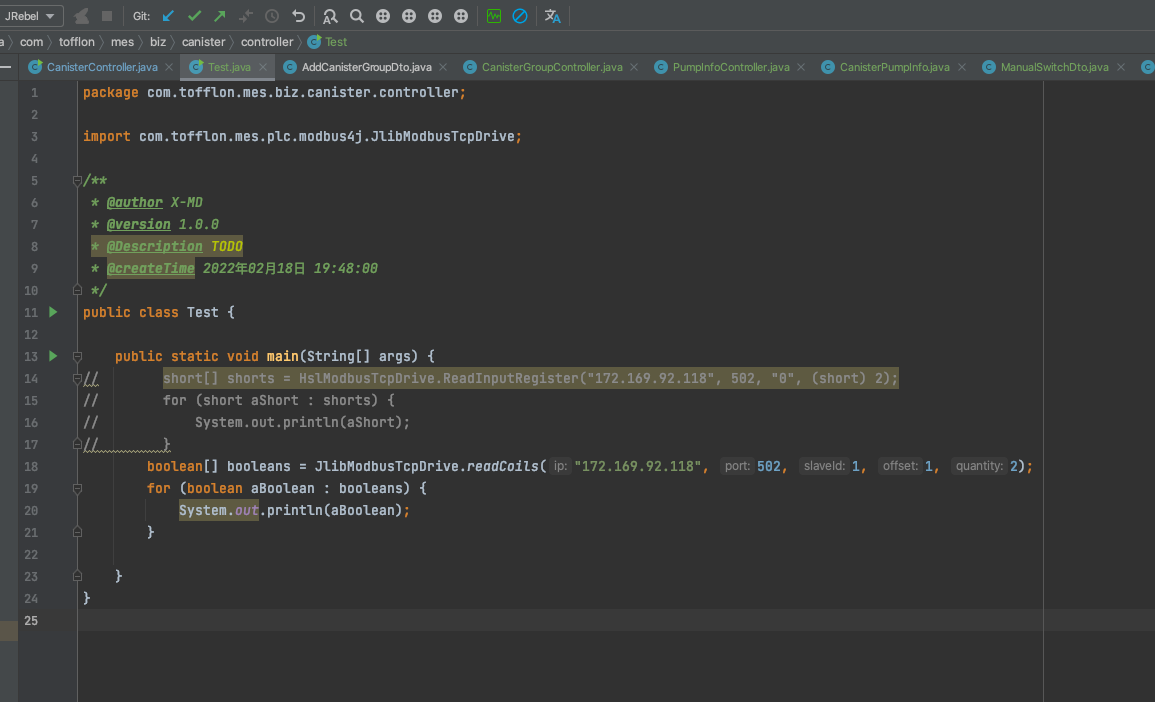 JRebel Git:
a com tofflon mes biz canister controller Test
CanisterController.java Test.java AddCanisterGroupDto.java CanisterGroupController.java PumpInfoController.java CanisterPumpInfo.java ManualSwitchDto.java
1 package com.tofflon.mes.biz.canister.controller;
2
3 import com.tofflon.mes.plc.modbus4j.JlibModbusTcpDrive;
4
5 /**
6 * @author X-MD
7 * @version 1.0.0
8 * @Description TODO
9 * @createTime 2022年02月18日 19:48:00
10 */
11 public class Test {
12
13 public static void main(String[] args) {
14 // short[] shorts = HslModbusTcpDrive.ReadInputRegister("172.169.92.118", 502, "0", (short) 2);
15 // for (short aShort : shorts) {
16 // System.out.println(aShort);
17 // }
18 boolean[] booleans = JlibModbusTcpDrive.readCoils( ip: "172.169.92.118", port: 502, slaveId: 1, offset: 1, quantity: 2);
19 for (boolean aBoolean : booleans) {
20 System.out.println(aBoolean);
21 }
22
23 }
24 }
25